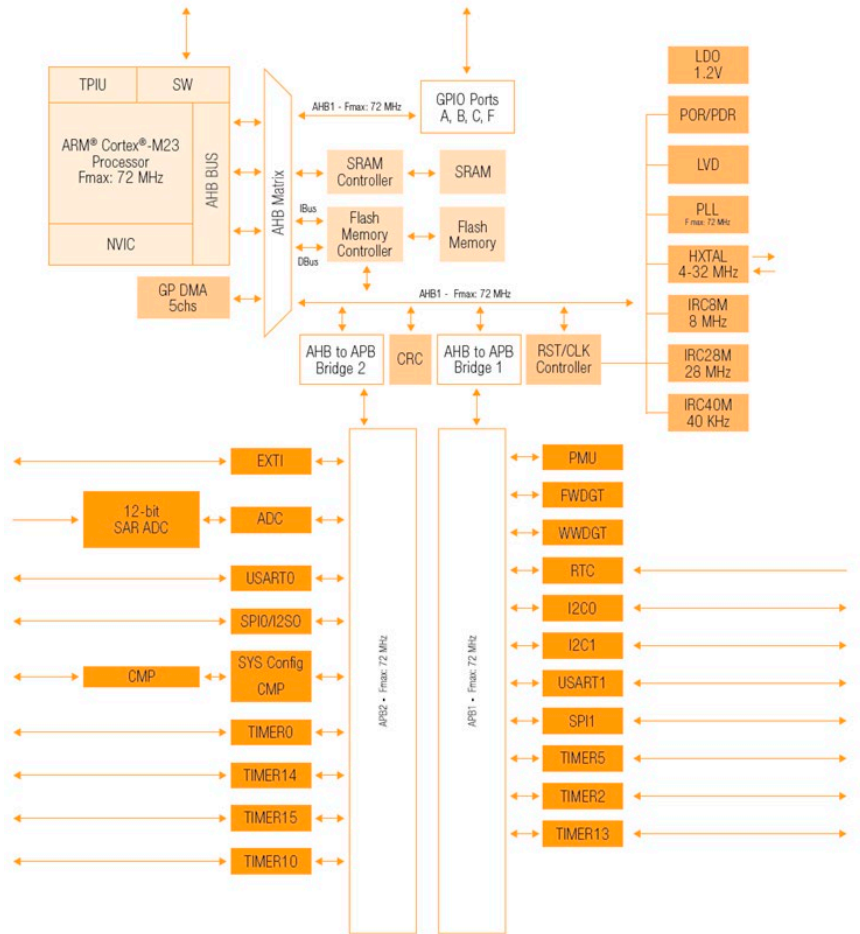 TPIU
SW
ARM® Cortex®-M23
Processor
Fmax: 72 MHz
AHB BUS
NVIC
GP DMA
5chs
AHB Matrix
AHB1 - Fmax: 72 MHz
GPIO Ports
A, B, C, F
SRAM
Controller
SRAM
IBus
DBus
Flash
Memory
Controller
Flash
Memory
AHB1 - Fmax: 72 MHz
AHB to APB
Bridge 2
CRC
AHB to APB
Bridge 1
RST/CLK
Controller
LDO
1.2V
POR/PDR
LVD
PLL
F max: 72 MHz
HXTAL
4-32 MHz
IRC8M
8 MHz
IRC28M
28 MHz
IRC40M
40 KHz
EXTI
12-bit
SAR ADC
ADC
USART0
SPI0/I2S0
CMP
SYS Config
CMP
TIMER0
TIMER14
TIMER15
TIMER10
APB2 - Fmax: 72 MHz
APB1 - Fmax: 72 MHz
PMU
FWDGT
WWDGT
RTC
I2C0
I2C1
USART1
SPI1
TIMER5
TIMER2
TIMER13